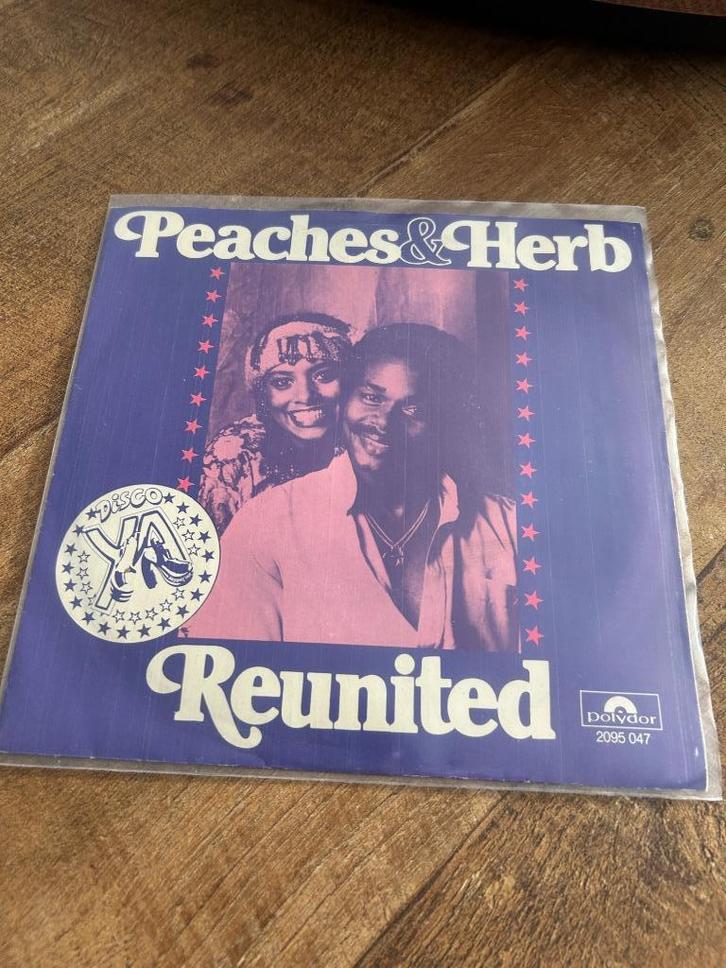 Peaches & Herb
DiSCO
YA
Reunited
polydor
2095 047